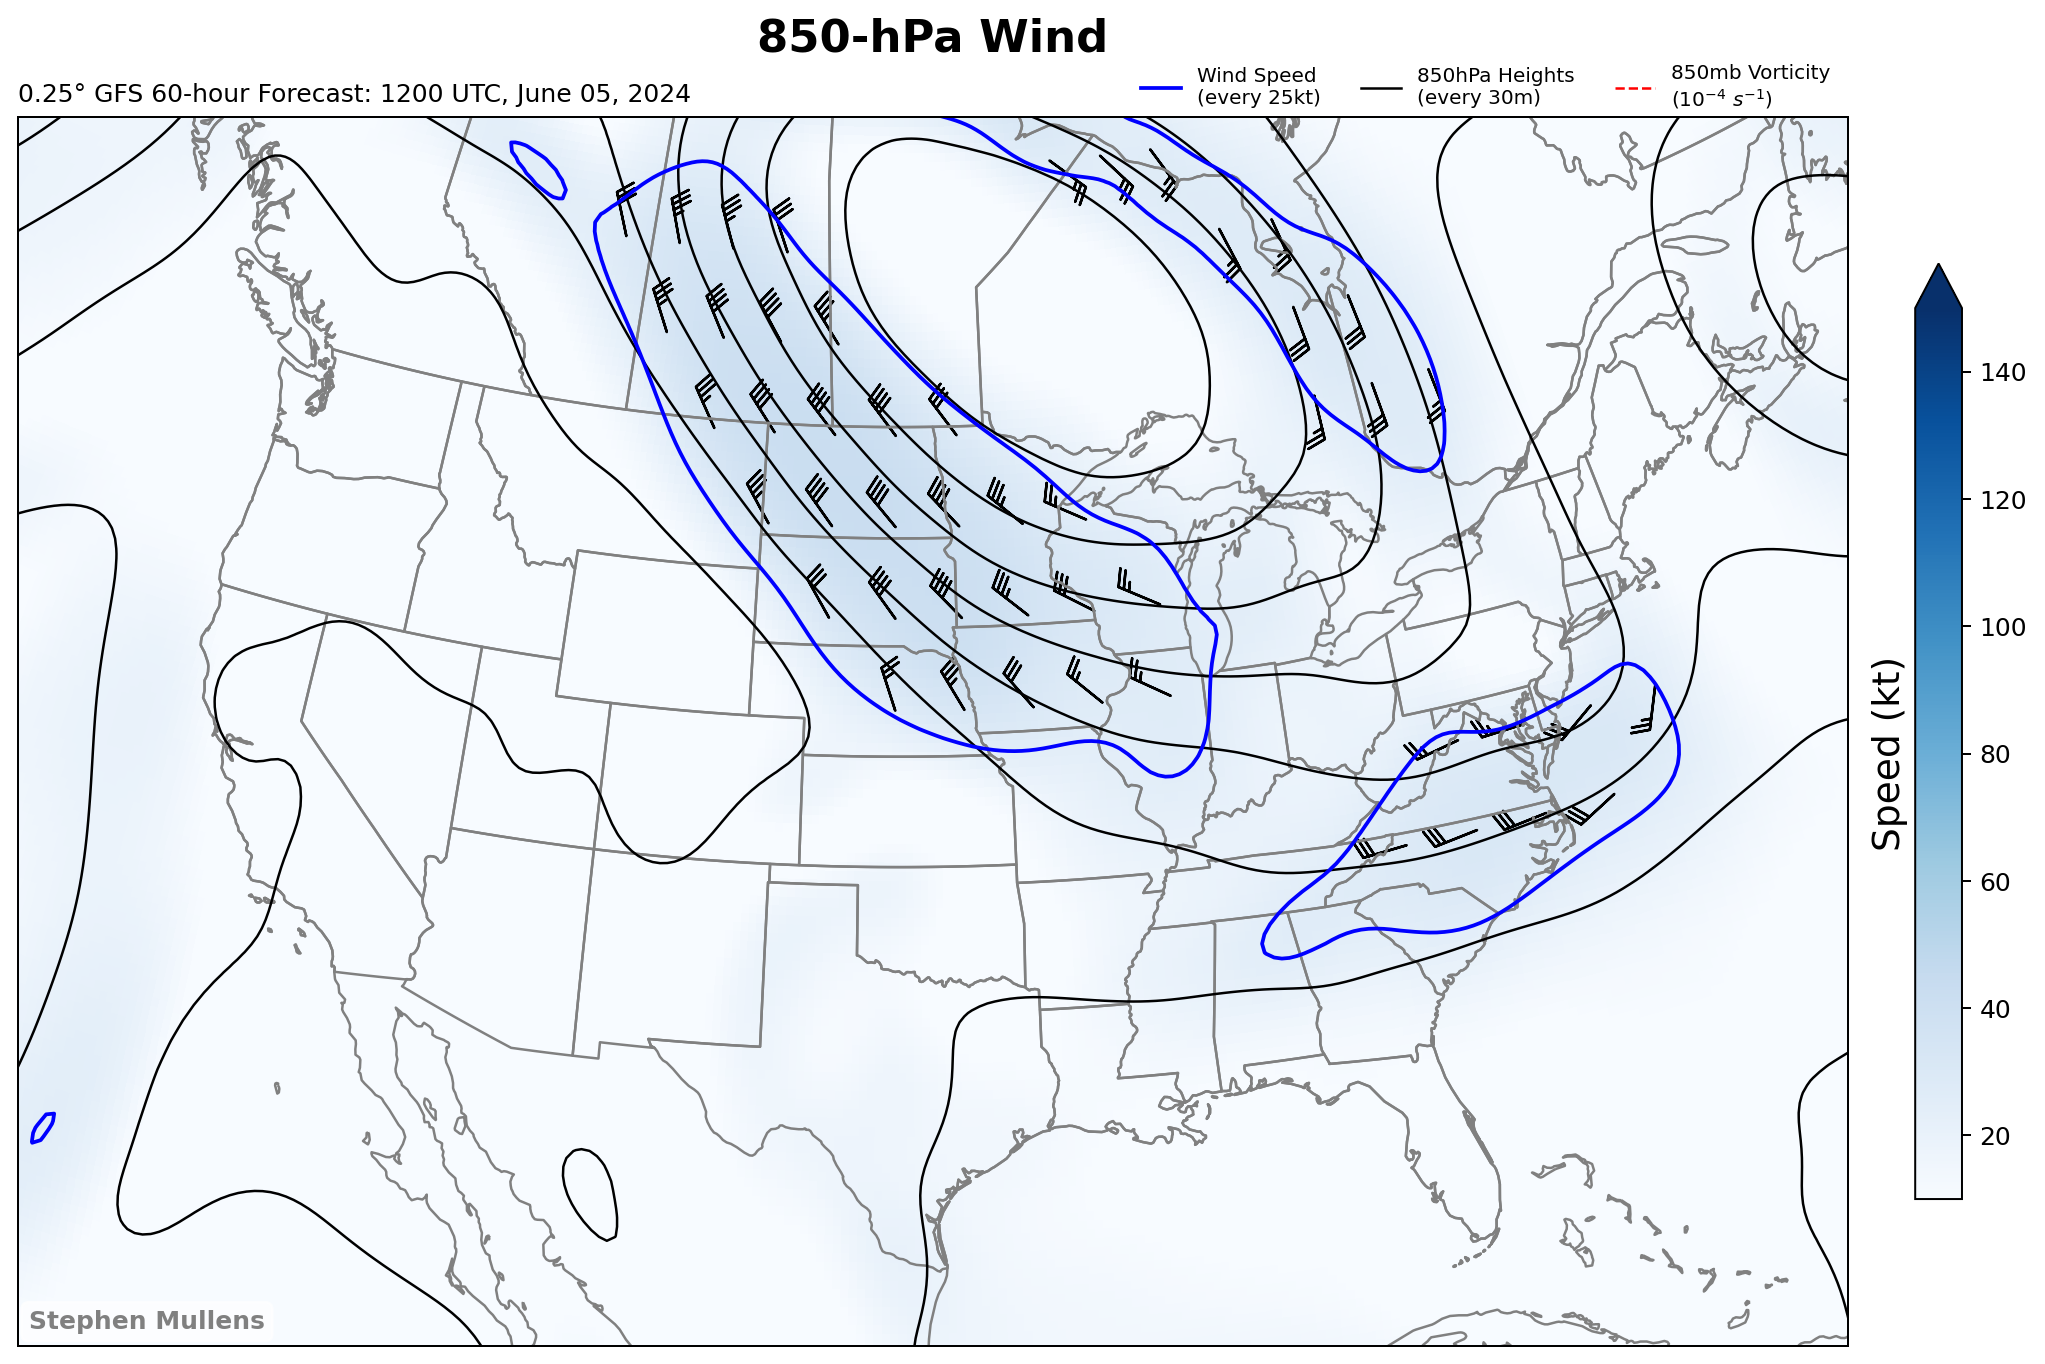 850-hPa Wind
0.25° GFS 60-hour Forecast: 1200 UTC, June 05, 2024
Wind Speed
(every 25kt)
850hPa Heights
(every 30m)
850mb Vorticity
(10⁻⁴ s⁻¹)
140
120
100
80
60
40
20
Speed (kt)
Stephen Mullens